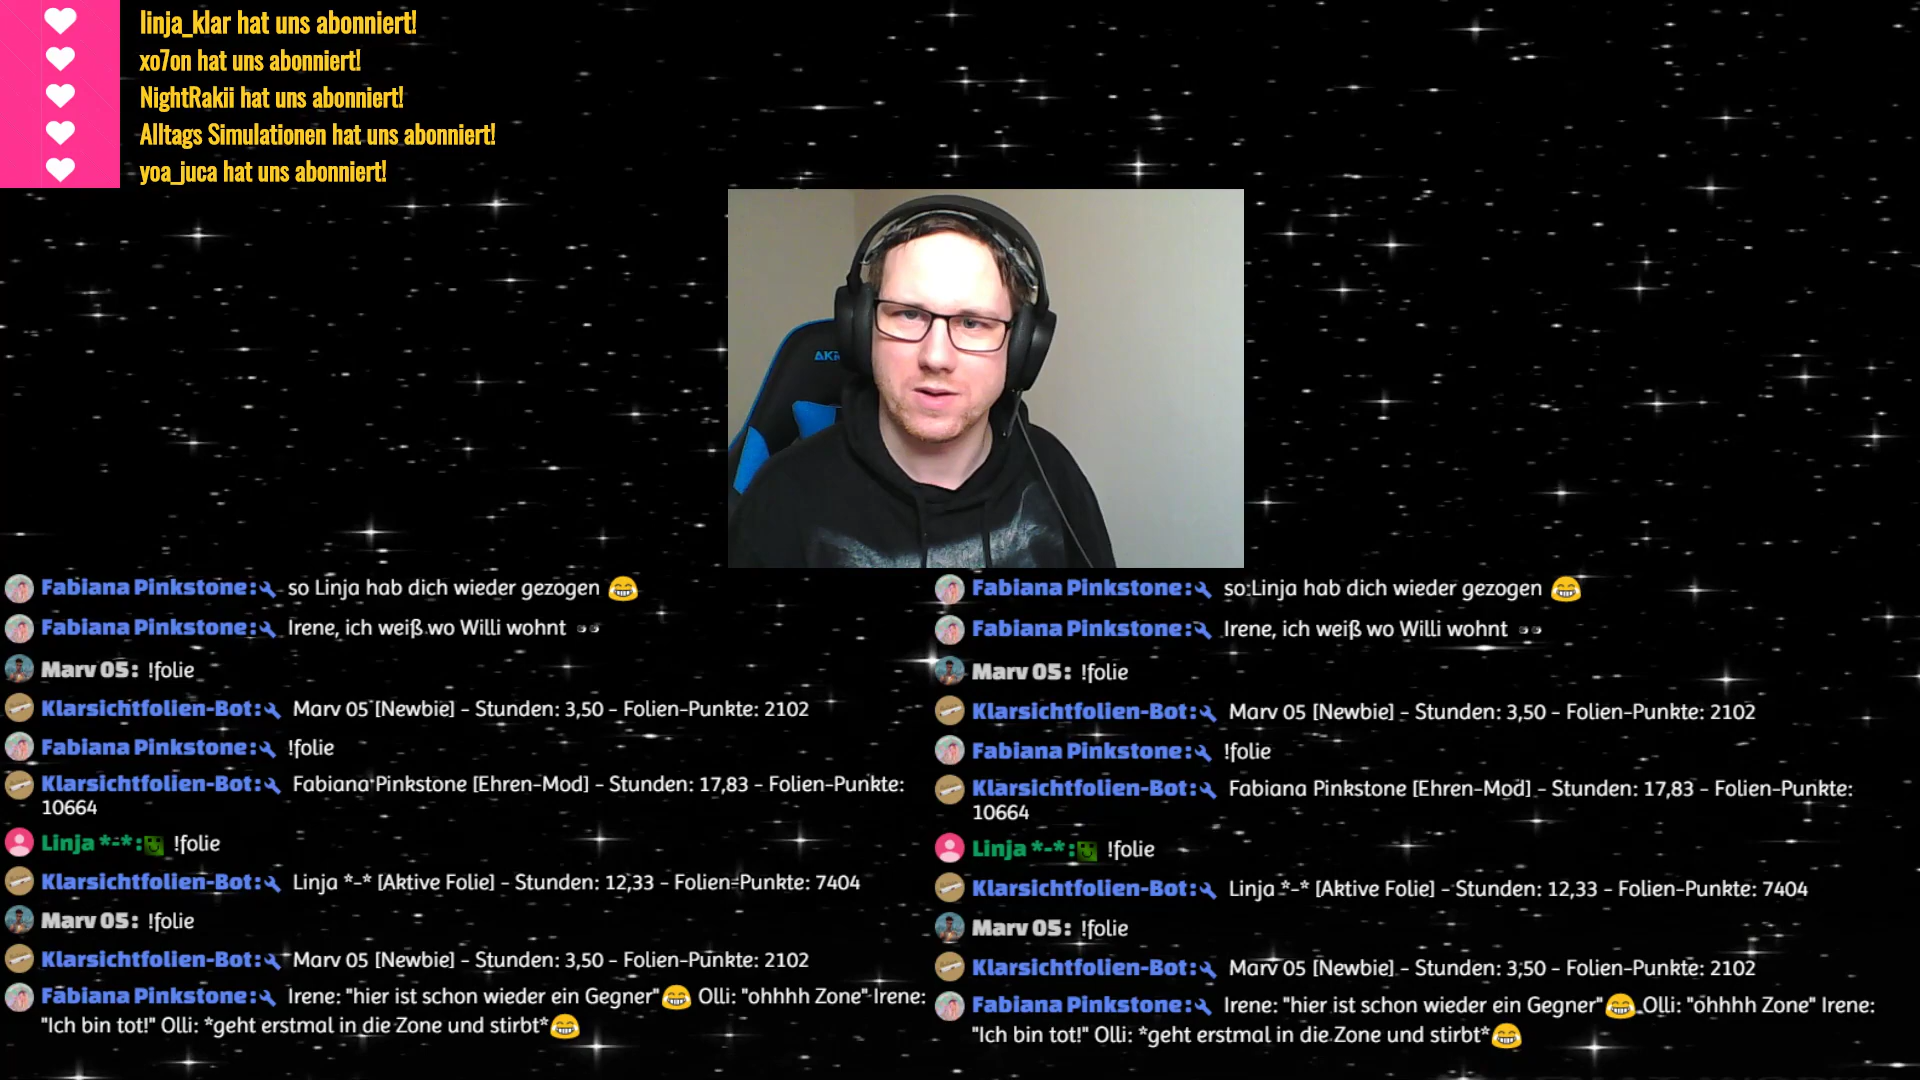 linja_klar hat uns abonniert!
xo7on hat uns abonniert!
NightRakii hat uns abonniert!
Alltags Simulationen hat uns abonniert!
yoa_juca hat uns abonniert!
Fabiana Pinkstone: so Linja hab dich wieder gezogen 😂
Fabiana Pinkstone: Irene, ich weiß wo Willi wohnt 👀
Marv 05: !folie
Klarsichtfolien-Bot: Marv 05 [Newbie] - Stunden: 3,50 - Folien-Punkte: 2102
Fabiana Pinkstone: !folie
Klarsichtfolien-Bot: Fabiana Pinkstone [Ehren-Mod] - Stunden: 17,83 - Folien-Punkte:
10664
Linja *-*: !folie
Klarsichtfolien-Bot: Linja *-* [Aktive Folie] - Stunden: 12,33 - Folien-Punkte: 7404
Marv 05: !folie
Klarsichtfolien-Bot: Marv 05 [Newbie] - Stunden: 3,50 - Folien-Punkte: 2102
Fabiana Pinkstone: Irene: "hier ist schon wieder ein Gegner"😂 Olli: "ohhhh Zone" Irene:
"Ich bin tot!" Olli: *geht erstmal in die Zone und stirbt*😂
Fabiana Pinkstone: so Linja hab dich wieder gezogen 😂
Fabiana Pinkstone: Irene, ich weiß wo Willi wohnt 👀
Marv 05: !folie
Klarsichtfolien-Bot: Marv 05 [Newbie] - Stunden: 3,50 - Folien-Punkte: 2102
Fabiana Pinkstone: !folie
Klarsichtfolien-Bot: Fabiana Pinkstone [Ehren-Mod] - Stunden: 17,83 - Folien-Punkte:
10664
Linja *-*: !folie
Klarsichtfolien-Bot: Linja *-* [Aktive Folie] - Stunden: 12,33 - Folien-Punkte: 7404
Marv 05: !folie
Klarsichtfolien-Bot: Marv 05 [Newbie] - Stunden: 3,50 - Folien-Punkte: 2102
Fabiana Pinkstone: Irene: "hier ist schon wieder ein Gegner"😂 Olli: "ohhhh Zone" Irene:
"Ich bin tot!" Olli: *geht erstmal in die Zone und stirbt*😂